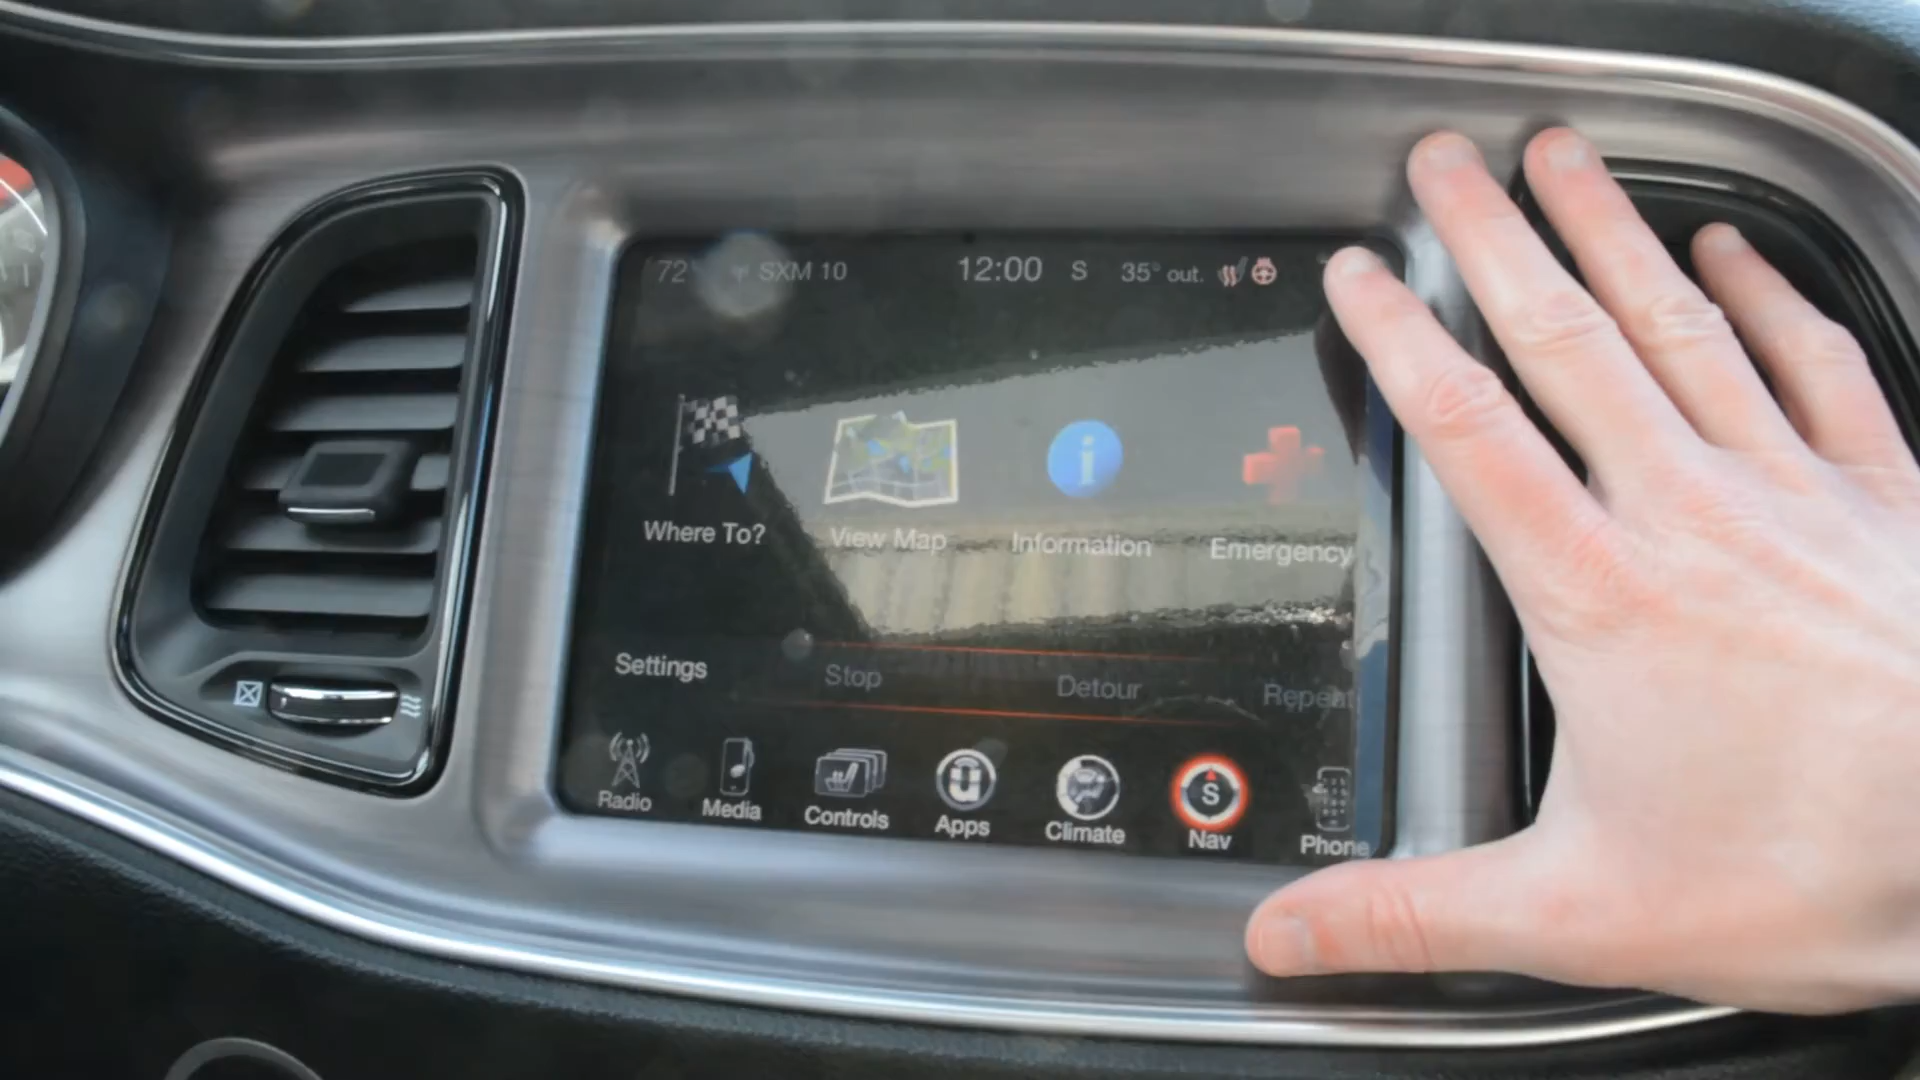 72° SXM 10 12:00 S 35° out.
Where To? View Map Information Emergency
Settings Stop Detour Repeat
Radio Media Controls Apps Climate Nav Phone
S